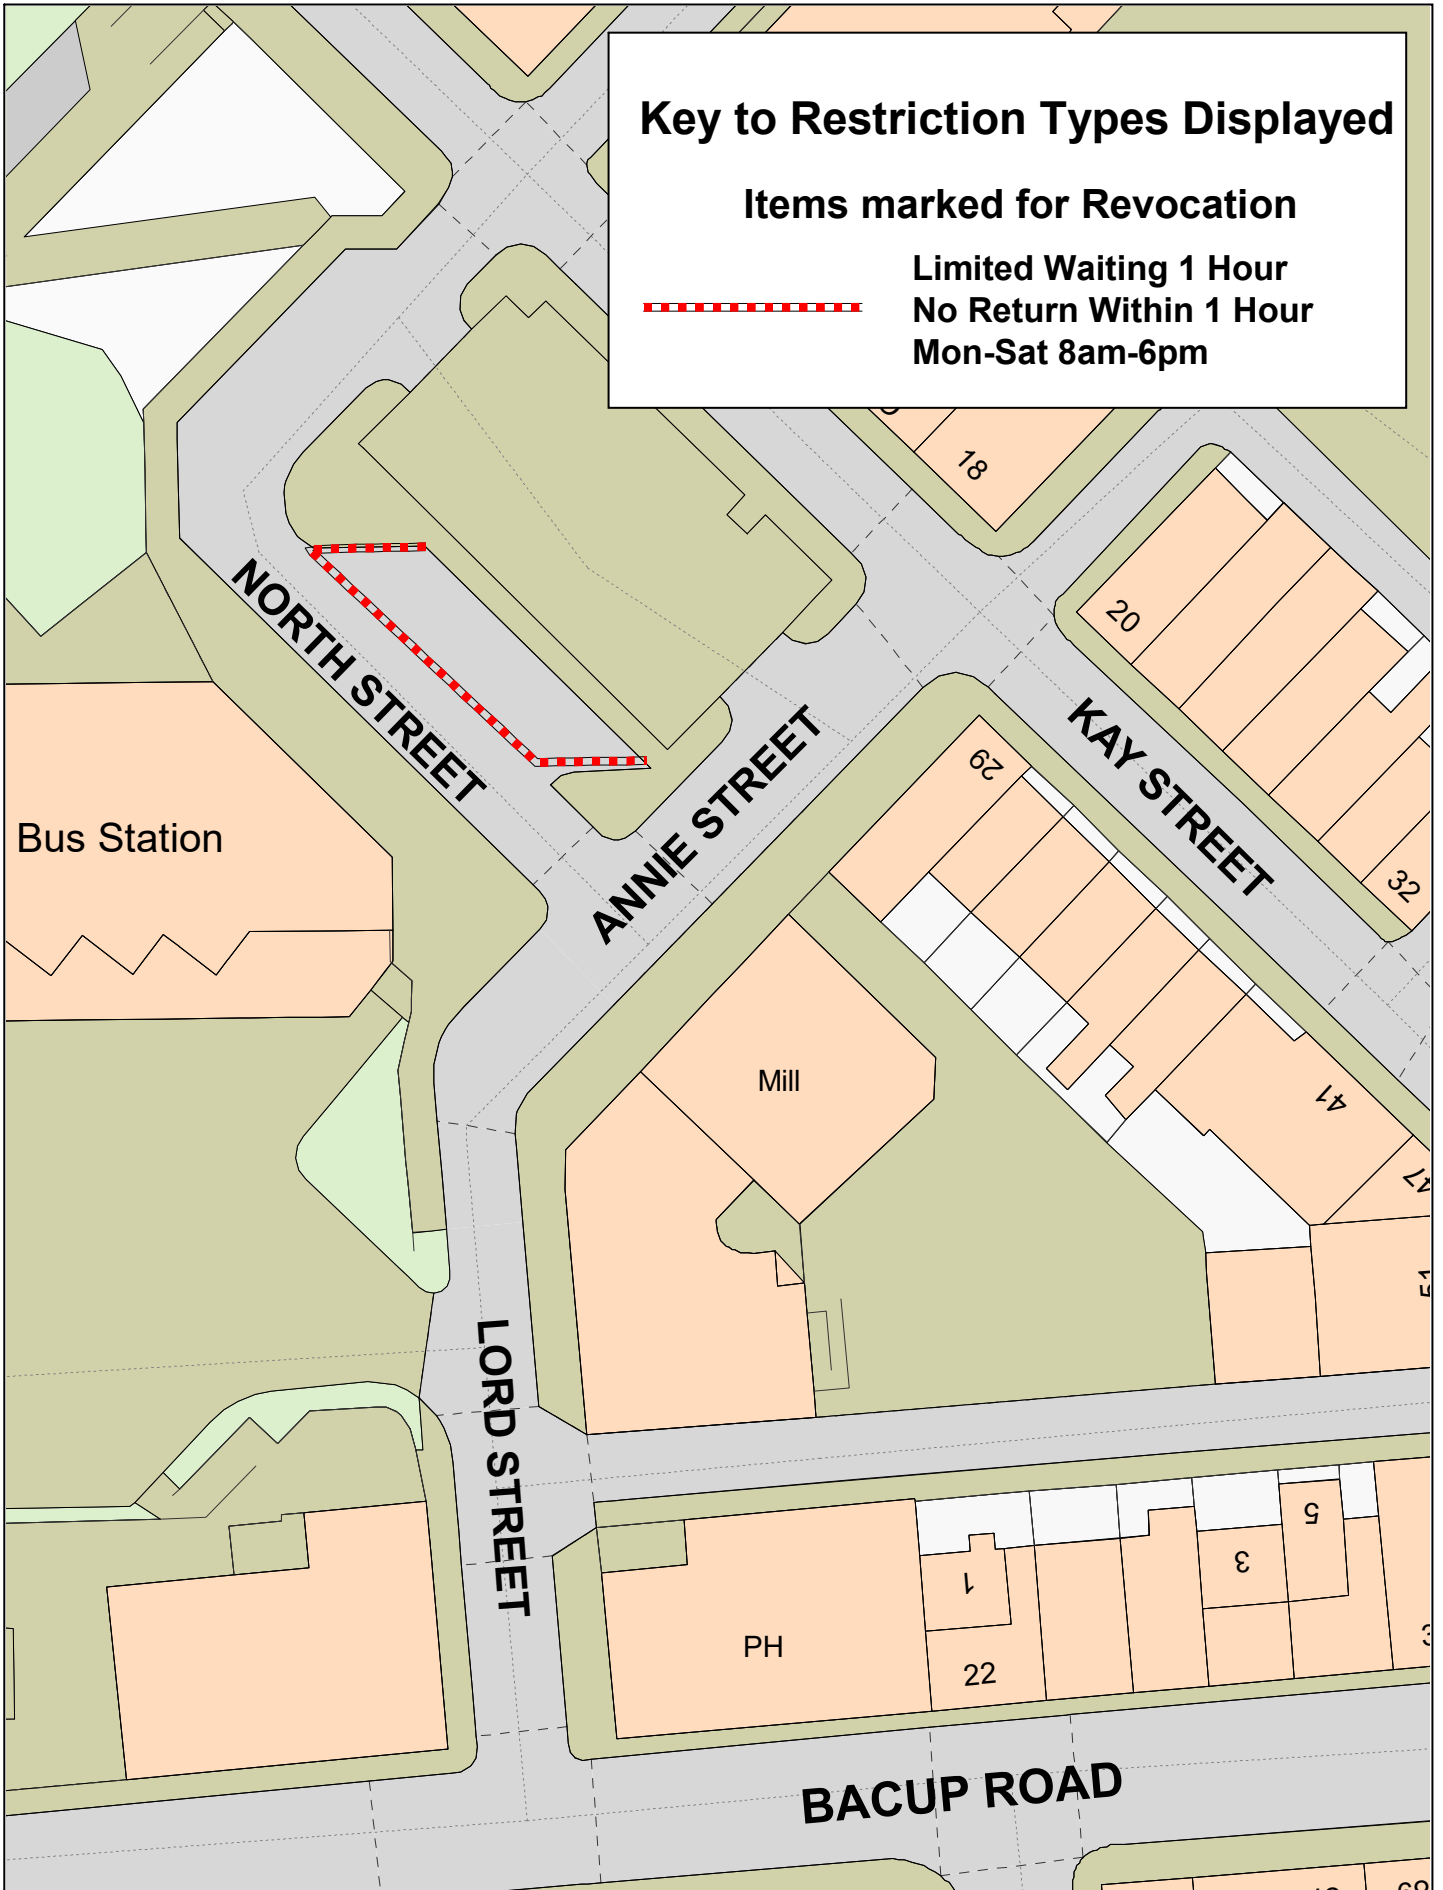 Key to Restriction Types Displayed
Items marked for Revocation
Limited Waiting 1 Hour
No Return Within 1 Hour
Mon-Sat 8am-6pm
18
20
NORTH STREET
KAY STREET
ANNIE STREET
29
Bus Station
32
Mill
41
47
51
LORD STREET
5
3
1
PH
22
BACUP ROAD